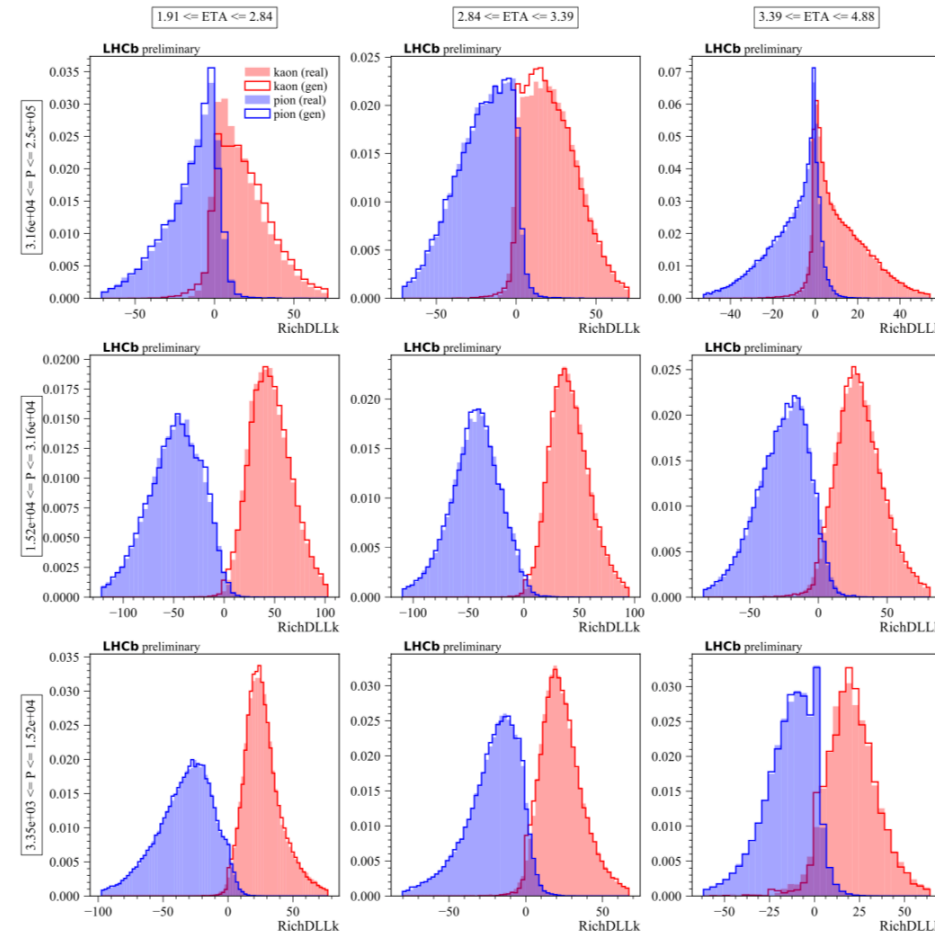 1.91 <= ETA <= 2.84
2.84 <= ETA <= 3.39
3.39 <= ETA <= 4.88
3.16e+04 <= P <= 2.5e+05
LHCb preliminary
0.035
0.030
0.025
0.020
0.015
0.010
0.005
0.000
kaon (real)
kaon (gen)
pion (real)
pion (gen)
−50 0 50
RichDLLk
LHCb preliminary
0.025
0.020
0.015
0.010
0.005
0.000
−50 0 50
RichDLLk
LHCb preliminary
0.07
0.06
0.05
0.04
0.03
0.02
0.01
0.00
−40 −20 0 20 40
RichDLLk
1.52e+04 <= P <= 3.16e+04
LHCb preliminary
0.0200
0.0175
0.0150
0.0125
0.0100
0.0075
0.0050
0.0025
0.0000
−100 −50 0 50 100
RichDLLk
LHCb preliminary
0.020
0.015
0.010
0.005
0.000
−100 −50 0 50 100
RichDLLk
LHCb preliminary
0.025
0.020
0.015
0.010
0.005
0.000
−50 0 50
RichDLLk
3.35e+03 <= P <= 1.52e+04
LHCb preliminary
0.035
0.030
0.025
0.020
0.015
0.010
0.005
0.000
−100 −50 0 50
RichDLLk
LHCb preliminary
0.030
0.025
0.020
0.015
0.010
0.005
0.000
−50 0 50
RichDLLk
LHCb preliminary
0.030
0.025
0.020
0.015
0.010
0.005
0.000
−50 −25 0 25 50
RichDLLk